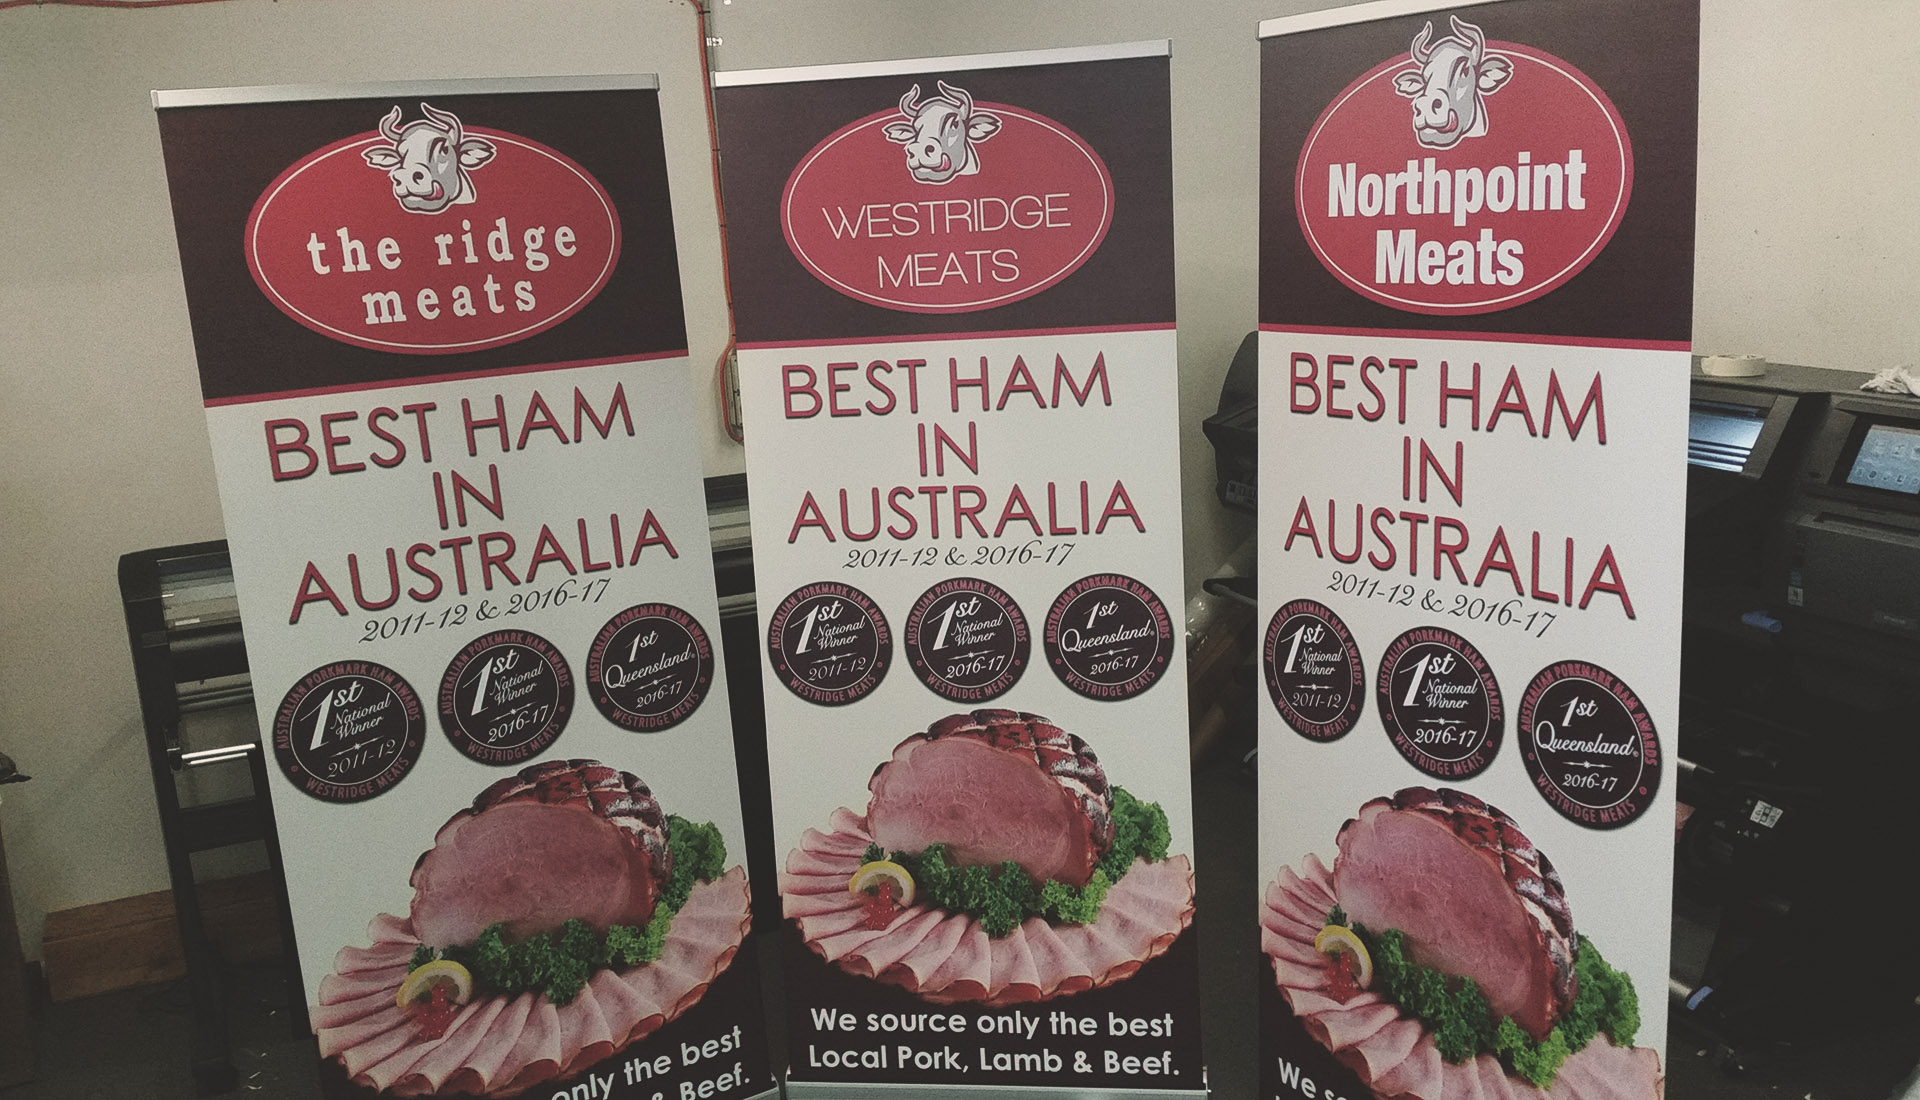 the ridge
meats
BEST HAM
IN
AUSTRALIA
2011-12 & 2016-17
AUSTRALIAN PORKMARK HAM AWARDS
1st
National
Winner
2011-12
WESTRIDGE MEATS
AUSTRALIAN PORKMARK HAM AWARDS
1st
National
Winner
2016-17
WESTRIDGE MEATS
AUSTRALIAN PORKMARK HAM AWARDS
1st
Queensland
2016-17
WESTRIDGE MEATS
only the best
& Beef.
WESTRIDGE
MEATS
BEST HAM
IN
AUSTRALIA
2011-12 & 2016-17
AUSTRALIAN PORKMARK HAM AWARDS
1st
National
Winner
2011-12
WESTRIDGE MEATS
AUSTRALIAN PORKMARK HAM AWARDS
1st
National
Winner
2016-17
WESTRIDGE MEATS
AUSTRALIAN PORKMARK HAM AWARDS
1st
Queensland
2016-17
WESTRIDGE MEATS
We source only the best
Local Pork, Lamb & Beef.
Northpoint
Meats
BEST HAM
IN
AUSTRALIA
2011-12 & 2016-17
AUSTRALIAN PORKMARK HAM AWARDS
1st
National
Winner
2011-12
WESTRIDGE MEATS
AUSTRALIAN PORKMARK HAM AWARDS
1st
National
Winner
2016-17
WESTRIDGE MEATS
AUSTRALIAN PORKMARK HAM AWARDS
1st
Queensland
2016-17
WESTRIDGE MEATS
We